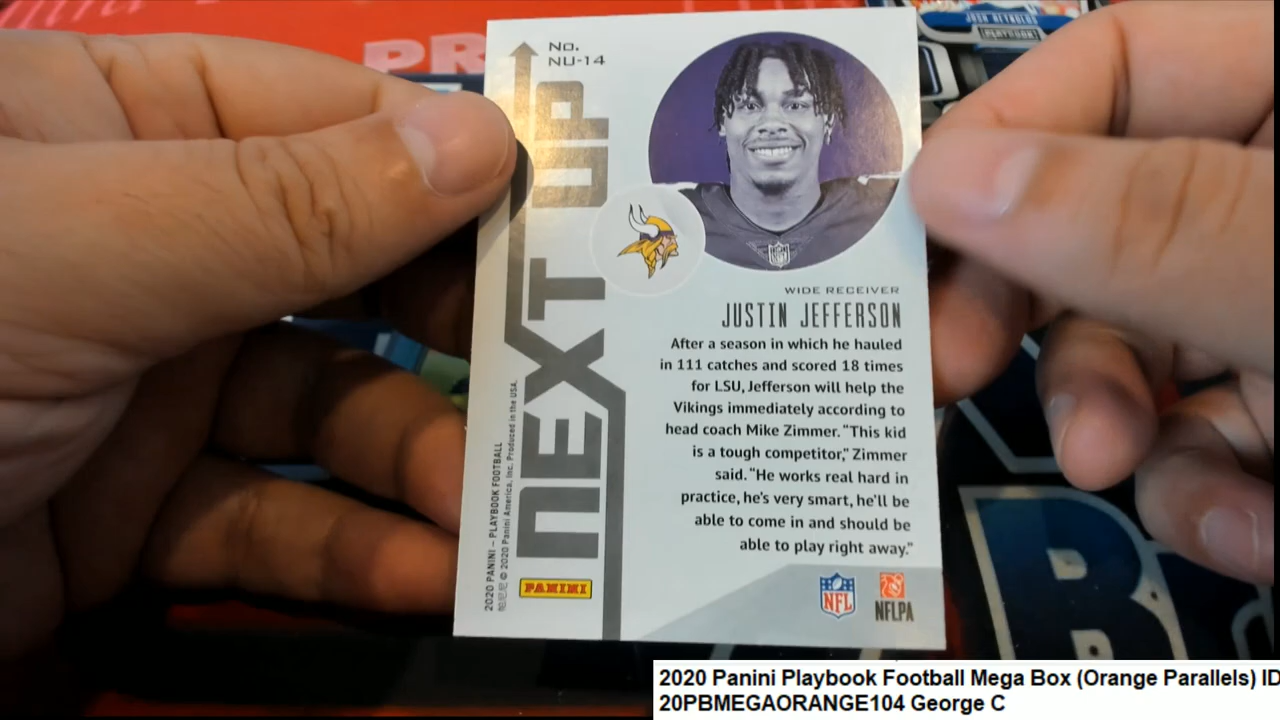 PR
JACK REYNOLDS
PLAYBOOK
No.
NU-14
NEXT UP
WIDE RECEIVER
JUSTIN JEFFERSON
After a season in which he hauled
in 111 catches and scored 18 times
for LSU, Jefferson will help the
Vikings immediately according to
head coach Mike Zimmer. “This kid
is a tough competitor,” Zimmer
said. “He works real hard in
practice, he's very smart, he'll be
able to come in and should be
able to play right away.”
2020 PANINI – PLAYBOOK FOOTBALL
© 2020 Panini America, Inc. Produced in the USA.
PANINI
NFL
NFLPA
B
2020 Panini Playbook Football Mega Box (Orange Parallels) ID
20PBMEGAORANGE104 George C